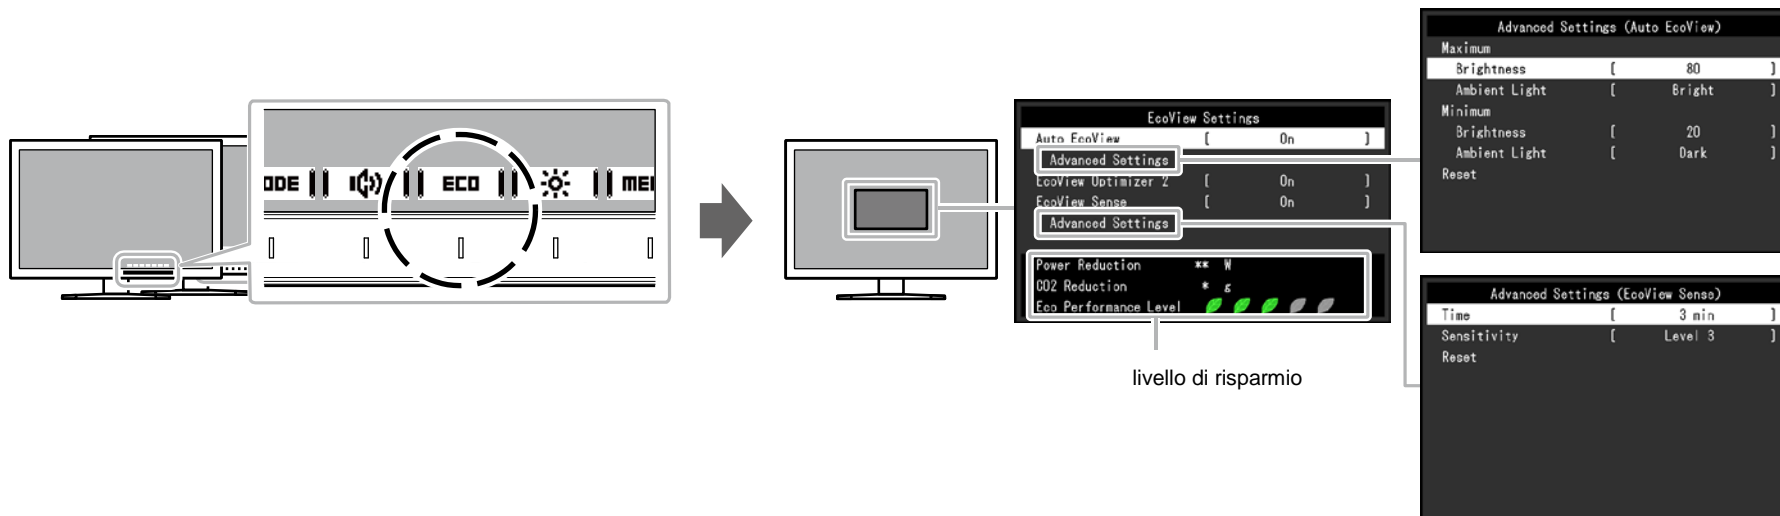 ODE ECO ME
EcoView Settings
Auto EcoView [ On ]
Advanced Settings
EcoView Optimizer 2 [ On ]
EcoView Sense [ On ]
Advanced Settings
Power Reduction ** W
CO2 Reduction * g
Eco Performance Level
livello di risparmio
Advanced Settings (Auto EcoView)
Maximum
Brightness [ 80 ]
Ambient Light [ Bright ]
Minimum
Brightness [ 20 ]
Ambient Light [ Dark ]
Reset
Advanced Settings (EcoView Sense)
Time [ 3 min ]
Sensitivity [ Level 3 ]
Reset